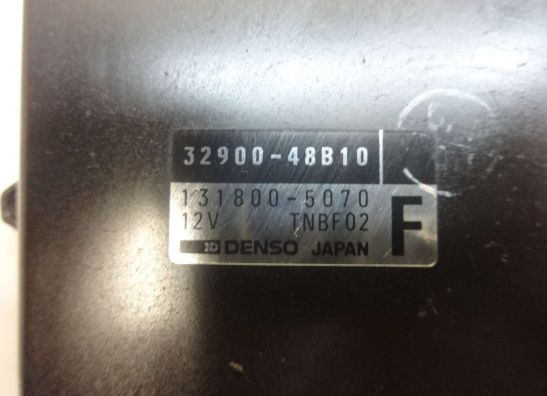 32900-48B10
131800-5070
12V TNBF02 F
DENSO JAPAN